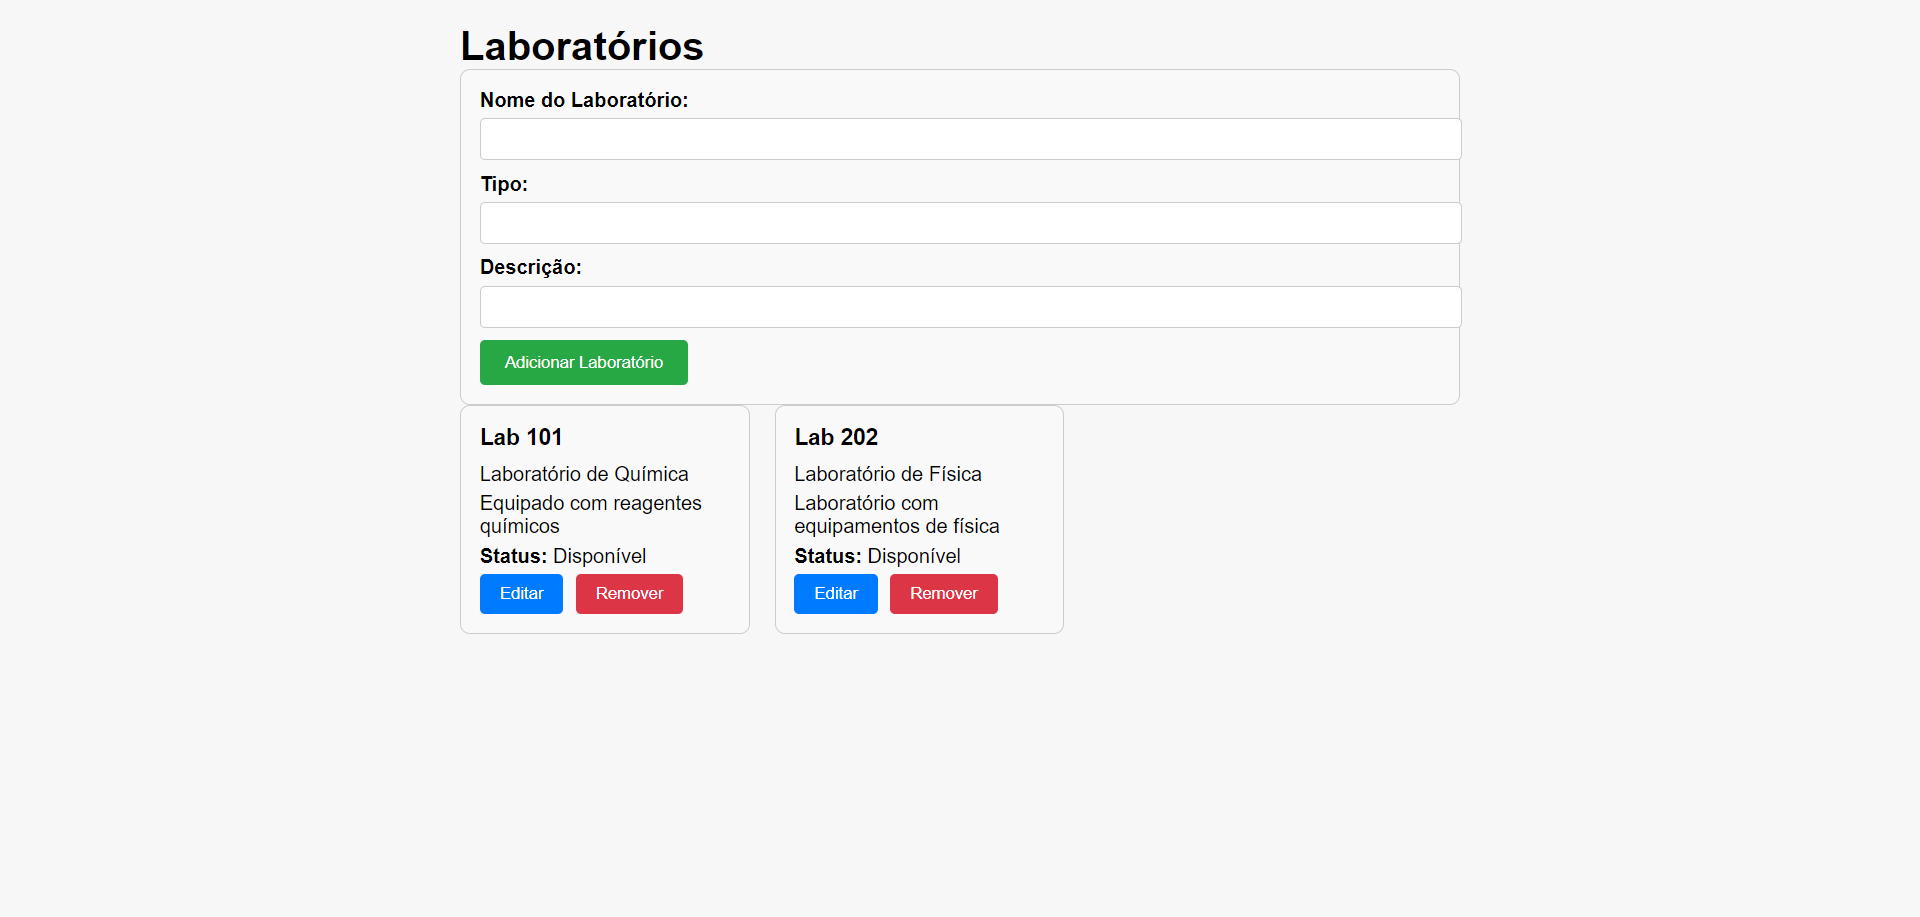 Laboratórios
Nome do Laboratório:
Tipo:
Descrição:
Adicionar Laboratório
Lab 101
Laboratório de Química
Equipado com reagentes
químicos
Status: Disponível
Editar Remover
Lab 202
Laboratório de Física
Laboratório com
equipamentos de física
Status: Disponível
Editar Remover